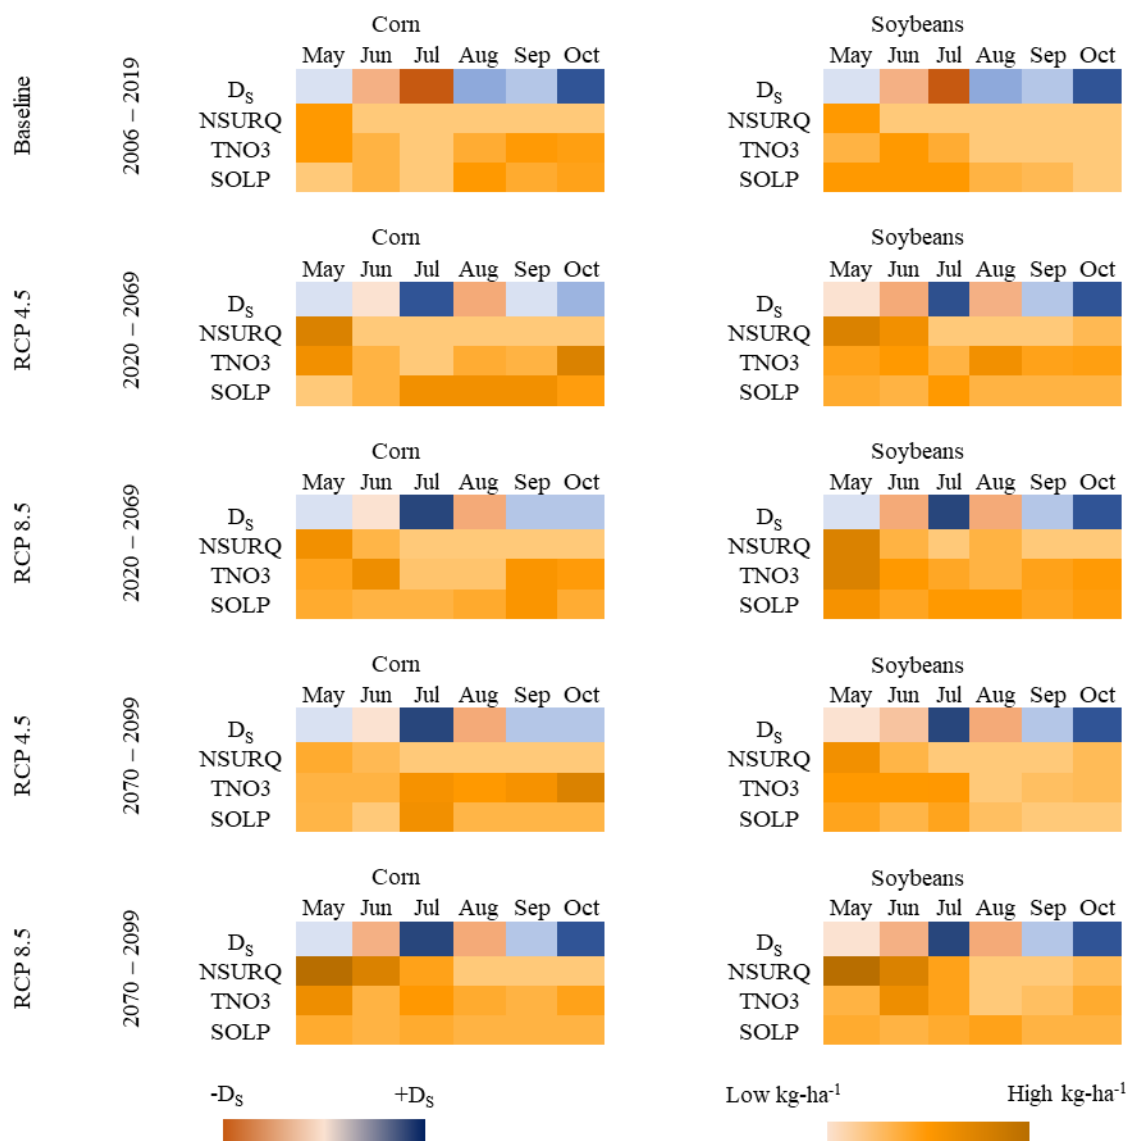 Corn Soybeans
May Jun Jul Aug Sep Oct May Jun Jul Aug Sep Oct
Baseline
2006 – 2019
DS DS
NSURQ NSURQ
TNO3 TNO3
SOLP SOLP
Corn Soybeans
May Jun Jul Aug Sep Oct May Jun Jul Aug Sep Oct
RCP 4.5
2020 – 2069
DS DS
NSURQ NSURQ
TNO3 TNO3
SOLP SOLP
Corn Soybeans
May Jun Jul Aug Sep Oct May Jun Jul Aug Sep Oct
RCP 8.5
2020 – 2069
DS DS
NSURQ NSURQ
TNO3 TNO3
SOLP SOLP
Corn Soybeans
May Jun Jul Aug Sep Oct May Jun Jul Aug Sep Oct
RCP 4.5
2070 – 2099
DS DS
NSURQ NSURQ
TNO3 TNO3
SOLP SOLP
Corn Soybeans
May Jun Jul Aug Sep Oct May Jun Jul Aug Sep Oct
RCP 8.5
2070 – 2099
DS DS
NSURQ NSURQ
TNO3 TNO3
SOLP SOLP
-DS +DS Low kg-ha-1 High kg-ha-1